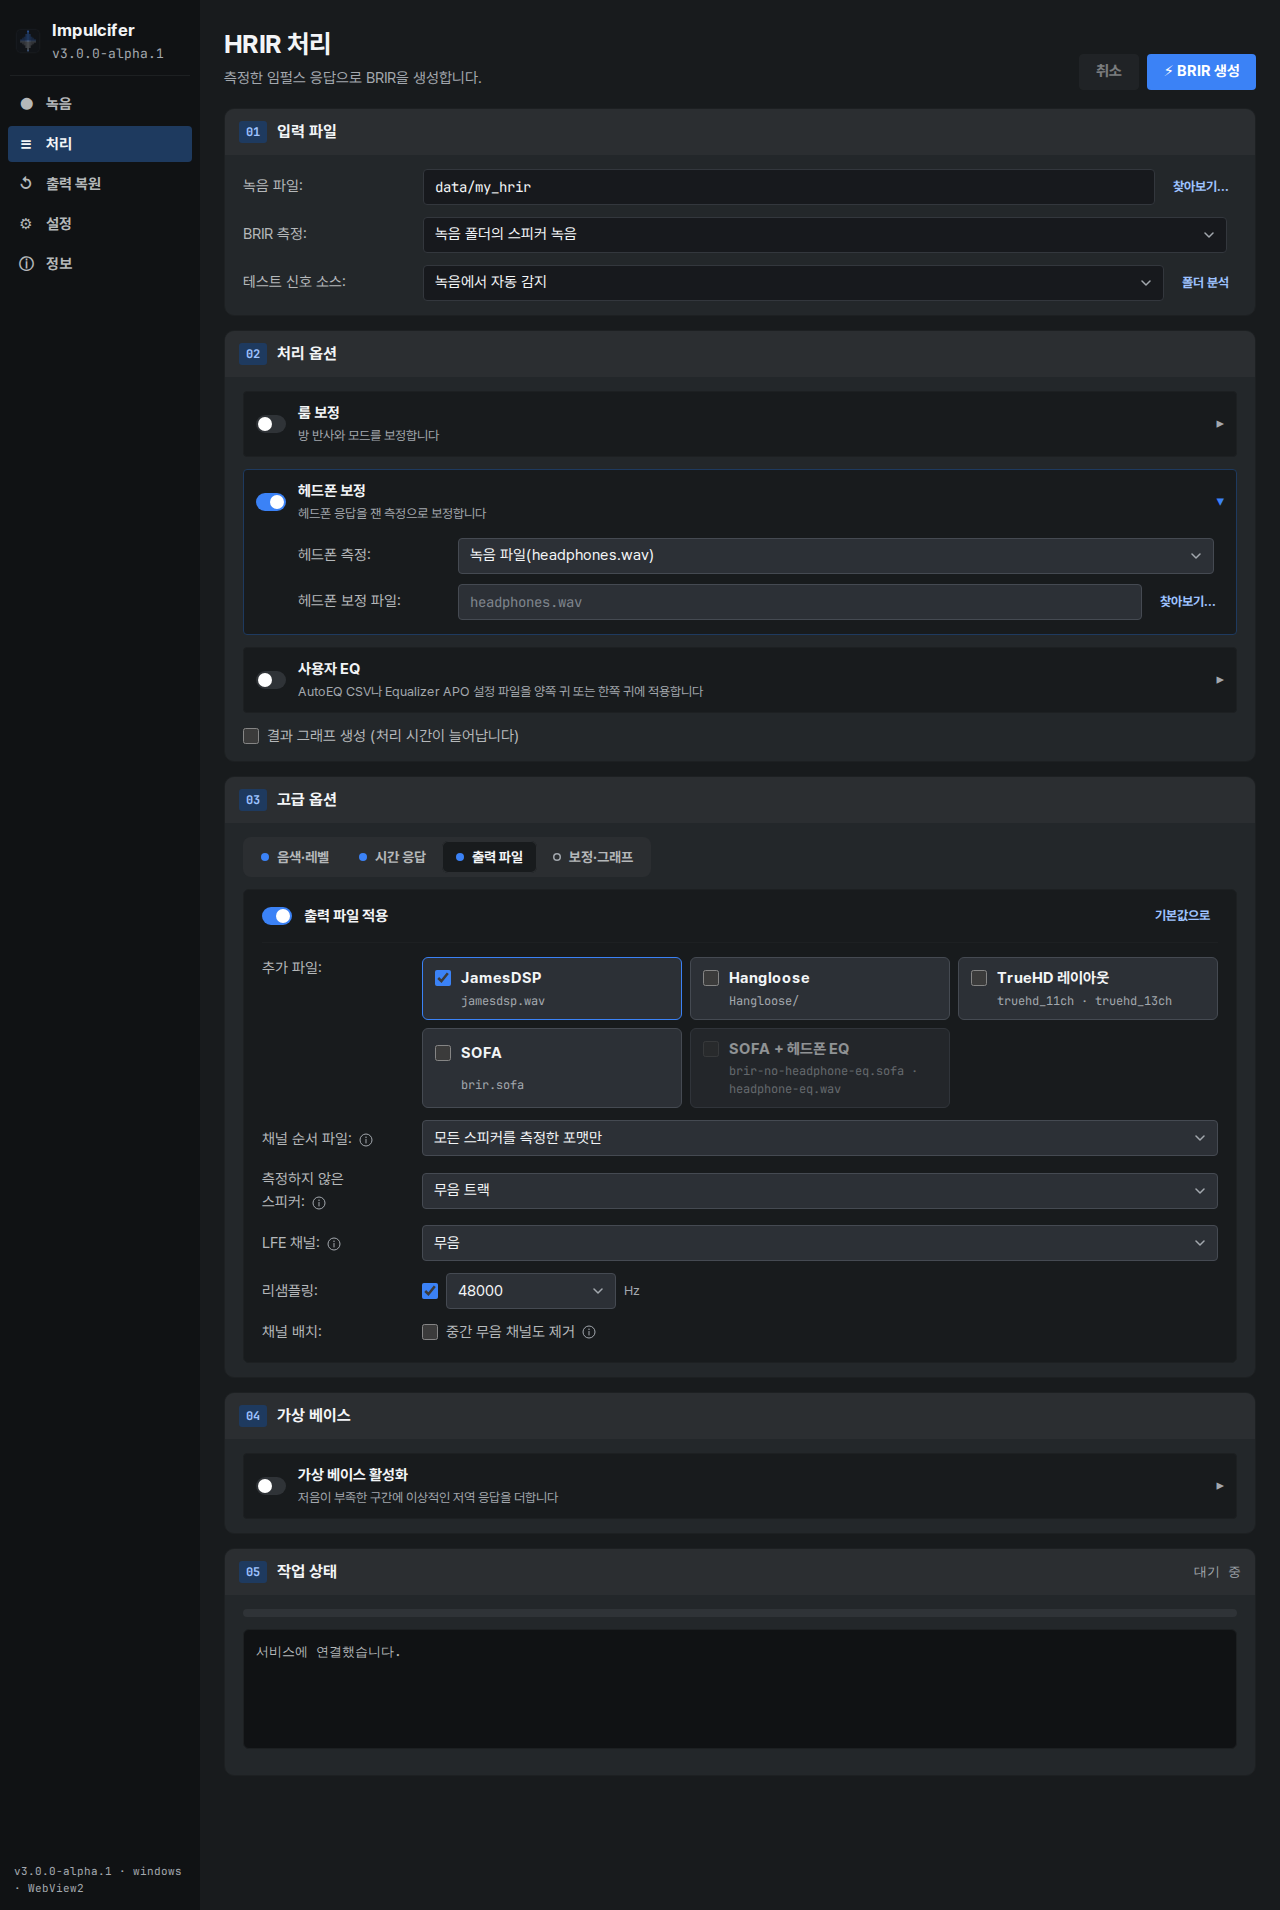 Impulcifer
v3.0.0-alpha.1
녹음
처리
출력 복원
설정
정보
v3.0.0-alpha.1 · windows
· WebView2
HRIR 처리
측정한 임펄스 응답으로 BRIR을 생성합니다.
취소
⚡ BRIR 생성
01 입력 파일
녹음 파일: data/my_hrir 찾아보기...
BRIR 측정: 녹음 폴더의 스피커 녹음
테스트 신호 소스: 녹음에서 자동 감지 폴더 분석
02 처리 옵션
룸 보정
방 반사와 모드를 보정합니다
헤드폰 보정
헤드폰 응답을 잰 측정으로 보정합니다
헤드폰 측정: 녹음 파일(headphones.wav)
헤드폰 보정 파일: headphones.wav 찾아보기...
사용자 EQ
AutoEQ CSV나 Equalizer APO 설정 파일을 양쪽 귀 또는 한쪽 귀에 적용합니다
결과 그래프 생성 (처리 시간이 늘어납니다)
03 고급 옵션
음색·레벨 시간 응답 출력 파일 보정·그래프
출력 파일 적용 기본값으로
추가 파일:
JamesDSP
jamesdsp.wav
Hangloose
Hangloose/
TrueHD 레이아웃
truehd_11ch · truehd_13ch
SOFA
brir.sofa
SOFA + 헤드폰 EQ
brir-no-headphone-eq.sofa ·
headphone-eq.wav
채널 순서 파일: ⓘ 모든 스피커를 측정한 포맷만
측정하지 않은
스피커: ⓘ 무음 트랙
LFE 채널: ⓘ 무음
리샘플링: 48000 Hz
채널 배치: 중간 무음 채널도 제거 ⓘ
04 가상 베이스
가상 베이스 활성화
저음이 부족한 구간에 이상적인 저역 응답을 더합니다
05 작업 상태 대기 중
서비스에 연결했습니다.